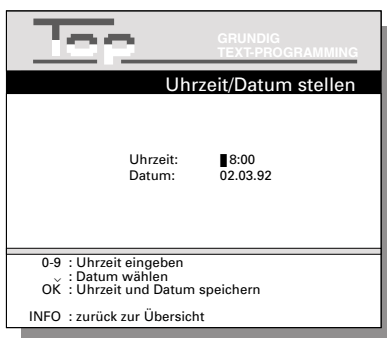 Top
GRUNDIG
TEXT-PROGRAMMING
Uhrzeit/Datum stellen
Uhrzeit: 8:00
Datum: 02.03.92
0-9 : Uhrzeit eingeben
⌄ : Datum wählen
OK : Uhrzeit und Datum speichern
INFO : zurück zur Übersicht